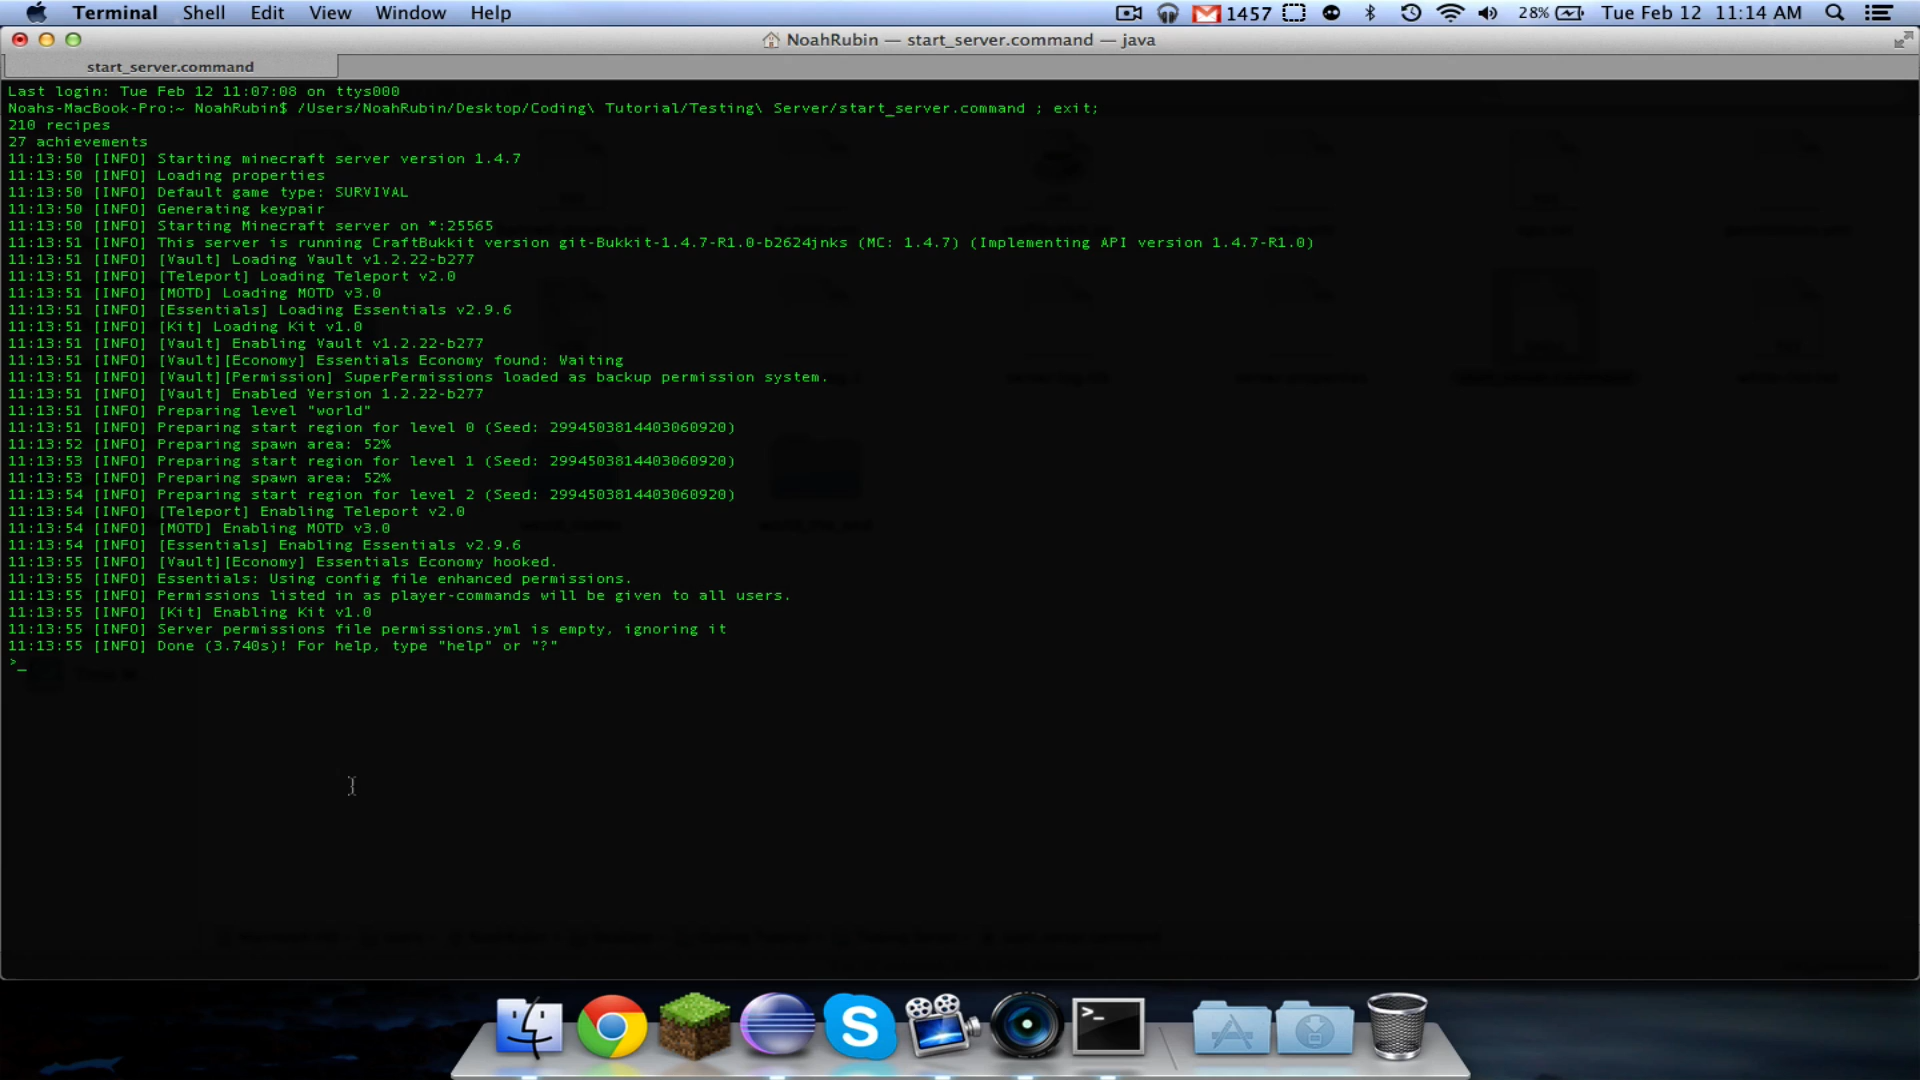 Terminal Shell Edit View Window Help 1457 28% Tue Feb 12 11:14 AM
NoahRubin — start_server.command — java
start_server.command
Last login: Tue Feb 12 11:07:08 on ttys000
Noahs-MacBook-Pro:~ NoahRubin$ /Users/NoahRubin/Desktop/Coding\ Tutorial/Testing\ Server/start_server.command ; exit;
210 recipes
27 achievements
11:13:50 [INFO] Starting minecraft server version 1.4.7
11:13:50 [INFO] Loading properties
11:13:50 [INFO] Default game type: SURVIVAL
11:13:50 [INFO] Generating keypair
11:13:50 [INFO] Starting Minecraft server on *:25565
11:13:51 [INFO] This server is running CraftBukkit version git-Bukkit-1.4.7-R1.0-b2624jnks (MC: 1.4.7) (Implementing API version 1.4.7-R1.0)
11:13:51 [INFO] [Vault] Loading Vault v1.2.22-b277
11:13:51 [INFO] [Teleport] Loading Teleport v2.0
11:13:51 [INFO] [MOTD] Loading MOTD v3.0
11:13:51 [INFO] [Essentials] Loading Essentials v2.9.6
11:13:51 [INFO] [Kit] Loading Kit v1.0
11:13:51 [INFO] [Vault] Enabling Vault v1.2.22-b277
11:13:51 [INFO] [Vault][Economy] Essentials Economy found: Waiting
11:13:51 [INFO] [Vault][Permission] SuperPermissions loaded as backup permission system.
11:13:51 [INFO] [Vault] Enabled Version 1.2.22-b277
11:13:51 [INFO] Preparing level "world"
11:13:51 [INFO] Preparing start region for level 0 (Seed: 2994503814403060920)
11:13:52 [INFO] Preparing spawn area: 52%
11:13:53 [INFO] Preparing start region for level 1 (Seed: 2994503814403060920)
11:13:53 [INFO] Preparing spawn area: 52%
11:13:54 [INFO] Preparing start region for level 2 (Seed: 2994503814403060920)
11:13:54 [INFO] [Teleport] Enabling Teleport v2.0
11:13:54 [INFO] [MOTD] Enabling MOTD v3.0
11:13:54 [INFO] [Essentials] Enabling Essentials v2.9.6
11:13:55 [INFO] [Vault][Economy] Essentials Economy hooked.
11:13:55 [INFO] Essentials: Using config file enhanced permissions.
11:13:55 [INFO] Permissions listed in as player-commands will be given to all users.
11:13:55 [INFO] [Kit] Enabling Kit v1.0
11:13:55 [INFO] Server permissions file permissions.yml is empty, ignoring it
11:13:55 [INFO] Done (3.740s)! For help, type "help" or "?"
>_